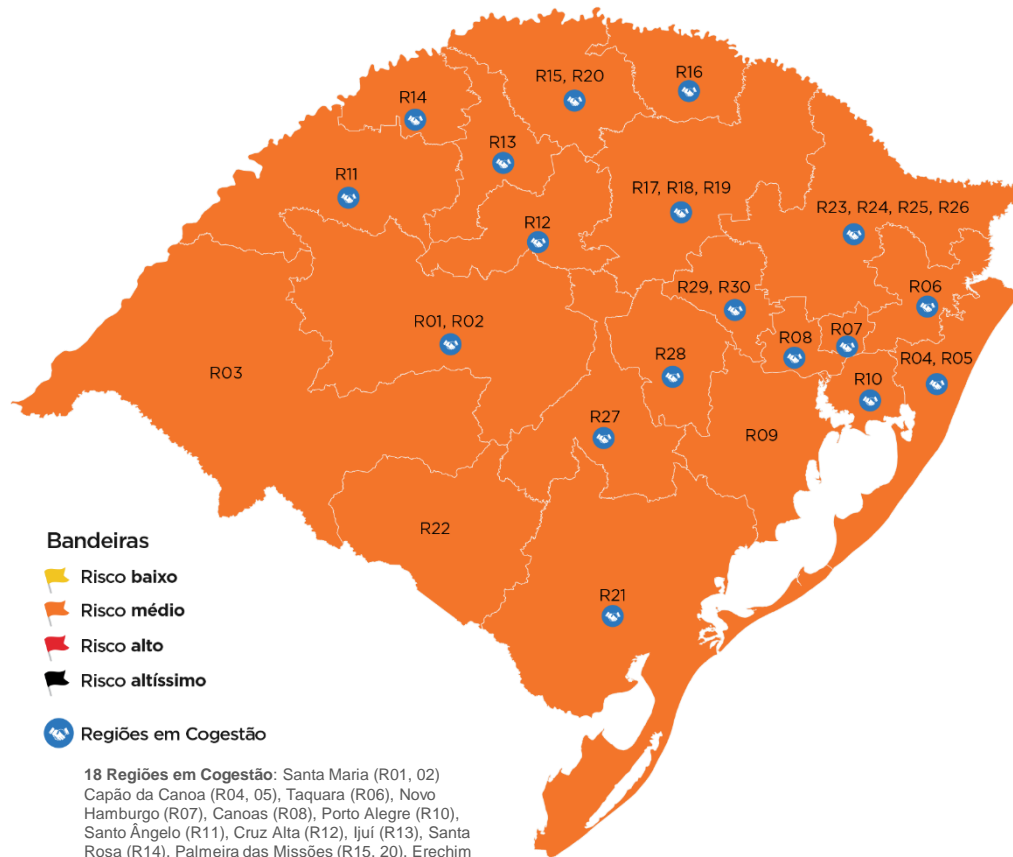 R15, R20
R16
R14
R13
R11
R17, R18, R19
R23, R24, R25, R26
R12
R29, R30
R06
R01, R02
R08
R07
R28
R04, R05
R03
R10
R27
R09
R22
R21
Bandeiras
Risco baixo
Risco médio
Risco alto
Risco altíssimo
Regiões em Cogestão
18 Regiões em Cogestão: Santa Maria (R01, 02)
Capão da Canoa (R04, 05), Taquara (R06), Novo
Hamburgo (R07), Canoas (R08), Porto Alegre (R10),
Santo Ângelo (R11), Cruz Alta (R12), Ijuí (R13), Santa
Rosa (R14), Palmeira das Missões (R15, 20), Erechim